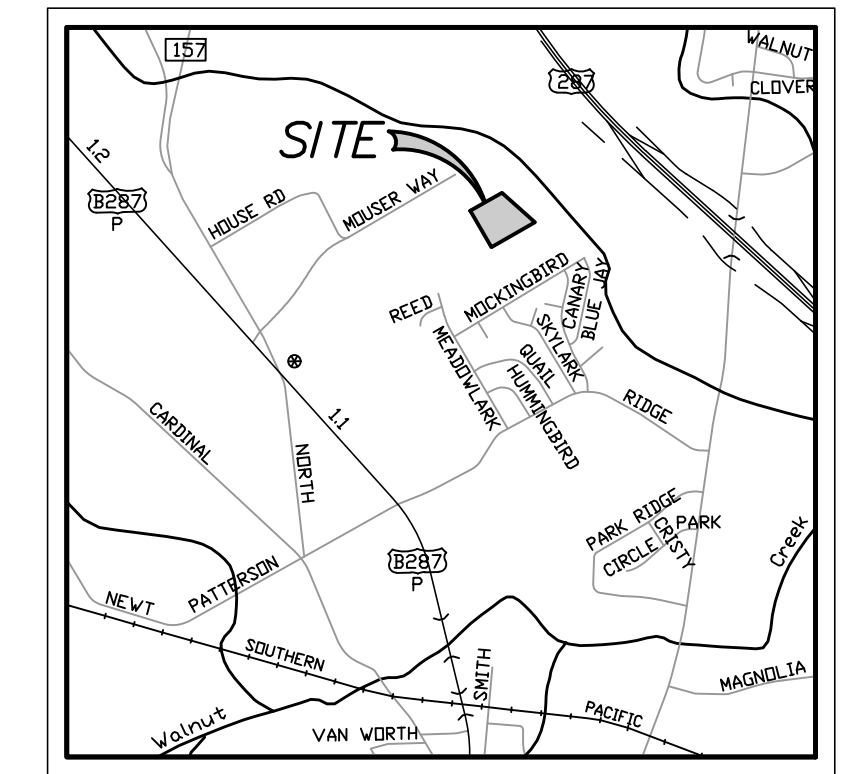 157
WALNUT
287
CLOVER
SITE
1.2
B287
P
HOUSE RD
MOUSER WAY
MOCKINGBIRD
CANARY
BLUE JAY
REED
SKYLARK
MEADOWLARK
QUAIL
HUMMINGBIRD
RIDGE
CARDINAL
1.1
NORTH
PARK RIDGE
PARK
CRISTY
CIRCLE
Creek
B287
P
PATTERSON
NEWT
SOUTHERN
SMITH
MAGNOLIA
PACIFIC
Walnut
VAN WORTH